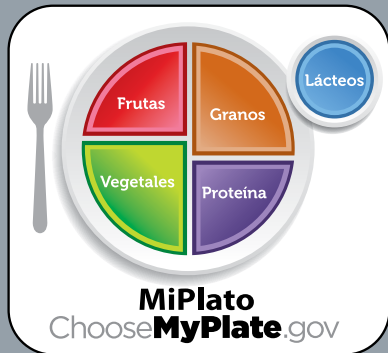 Frutas
Granos
Lácteos
Vegetales
Proteína
MiPlato
ChooseMyPlate.gov